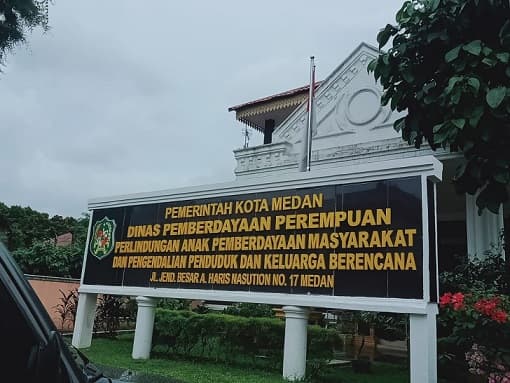 PEMERINTAH KOTA MEDAN
DINAS PEMBERDAYAAN PEREMPUAN
PERLINDUNGAN ANAK PEMBERDAYAAN MASYARAKAT
DAN PENGENDALIAN PENDUDUK DAN KELUARGA BERENCANA
JL. JEND. BESAR A. HARIS NASUTION NO. 17 MEDAN